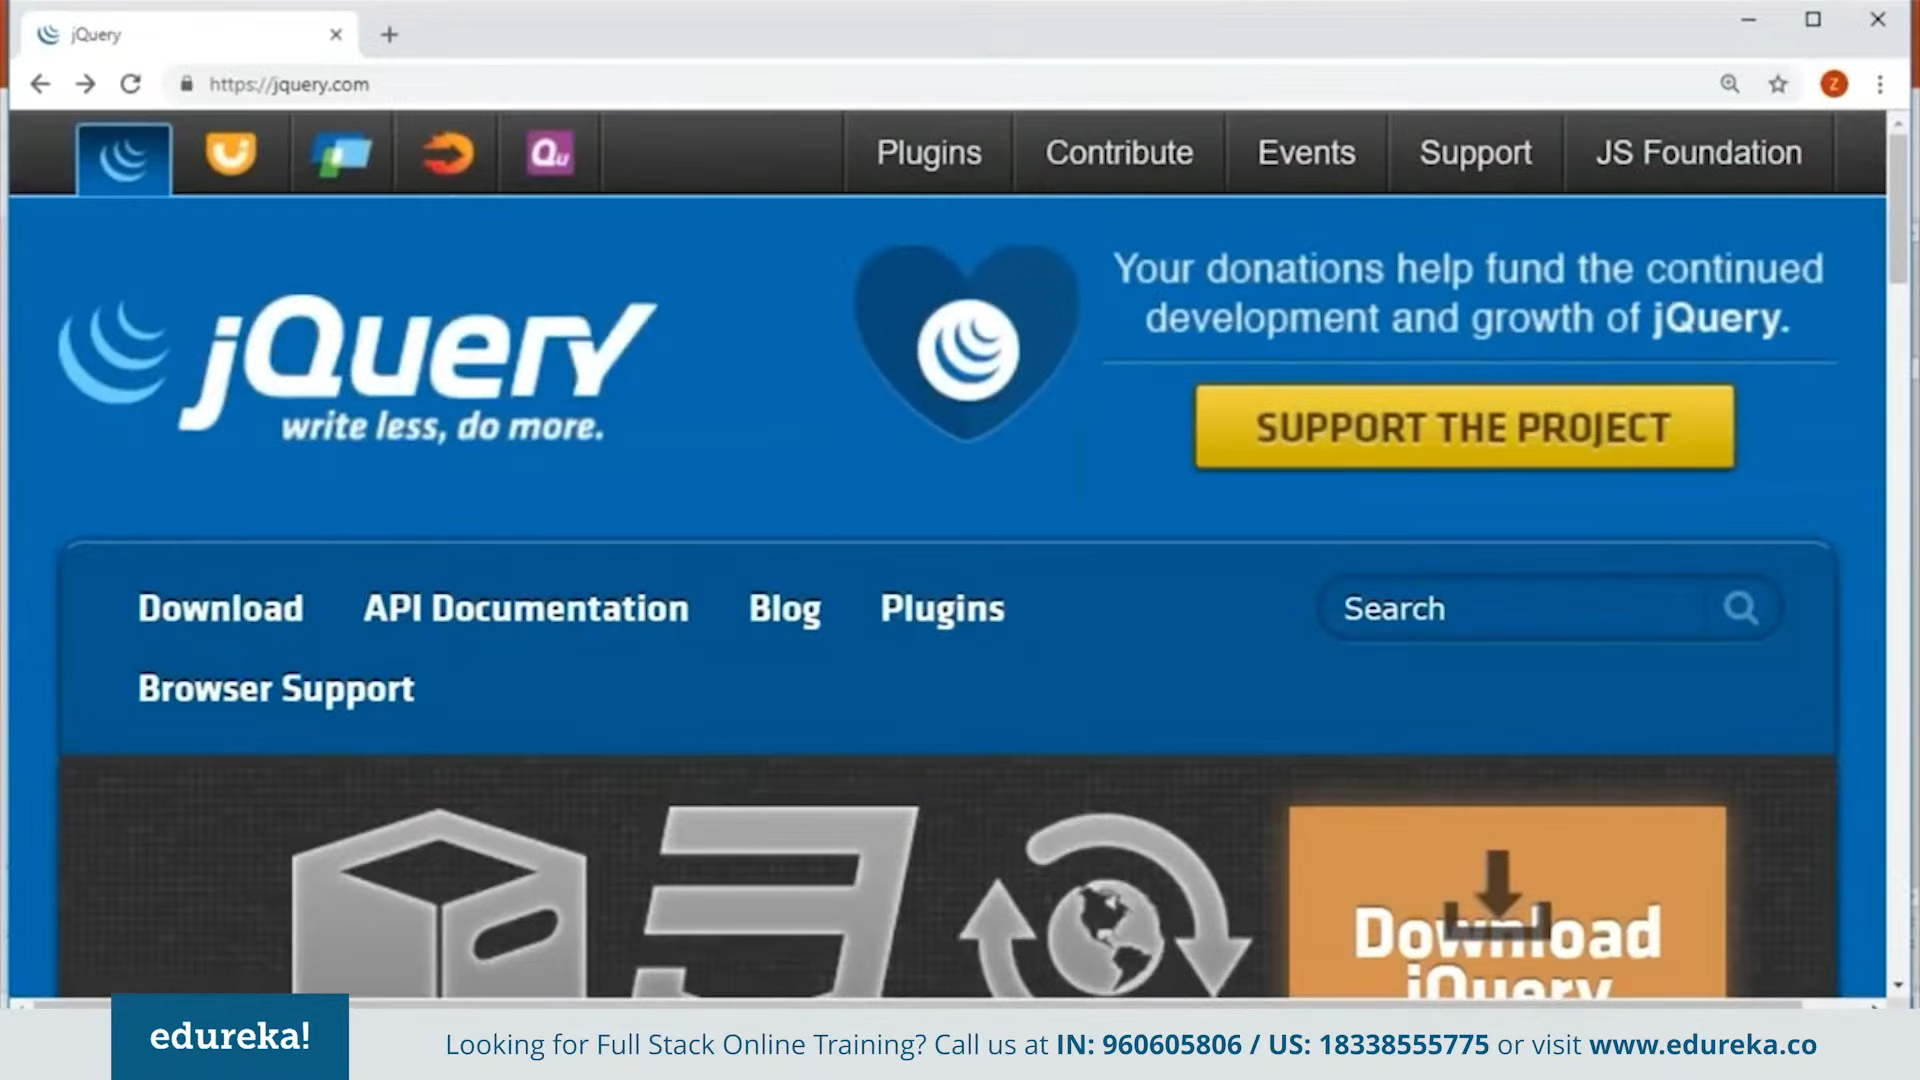 jQuery
https://jquery.com
Z
Qu
Plugins
Contribute
Events
Support
JS Foundation
jQuery
write less, do more.
Your donations help fund the continued
development and growth of jQuery.
SUPPORT THE PROJECT
Download
API Documentation
Blog
Plugins
Search
Browser Support
Download
jQuery
edureka!
Looking for Full Stack Online Training? Call us at IN: 960605806 / US: 18338555775 or visit www.edureka.co